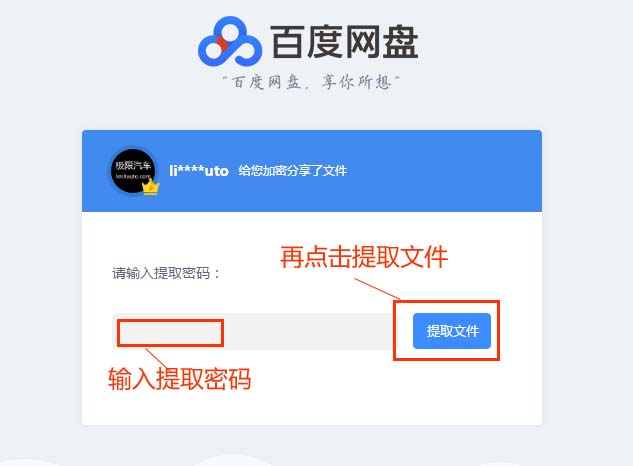 百度网盘
“百度网盘，享你所想”
极限汽车
limitauto.com
li****uto 给您加密分享了文件
再点击提取文件
请输入提取密码：
提取文件
输入提取密码